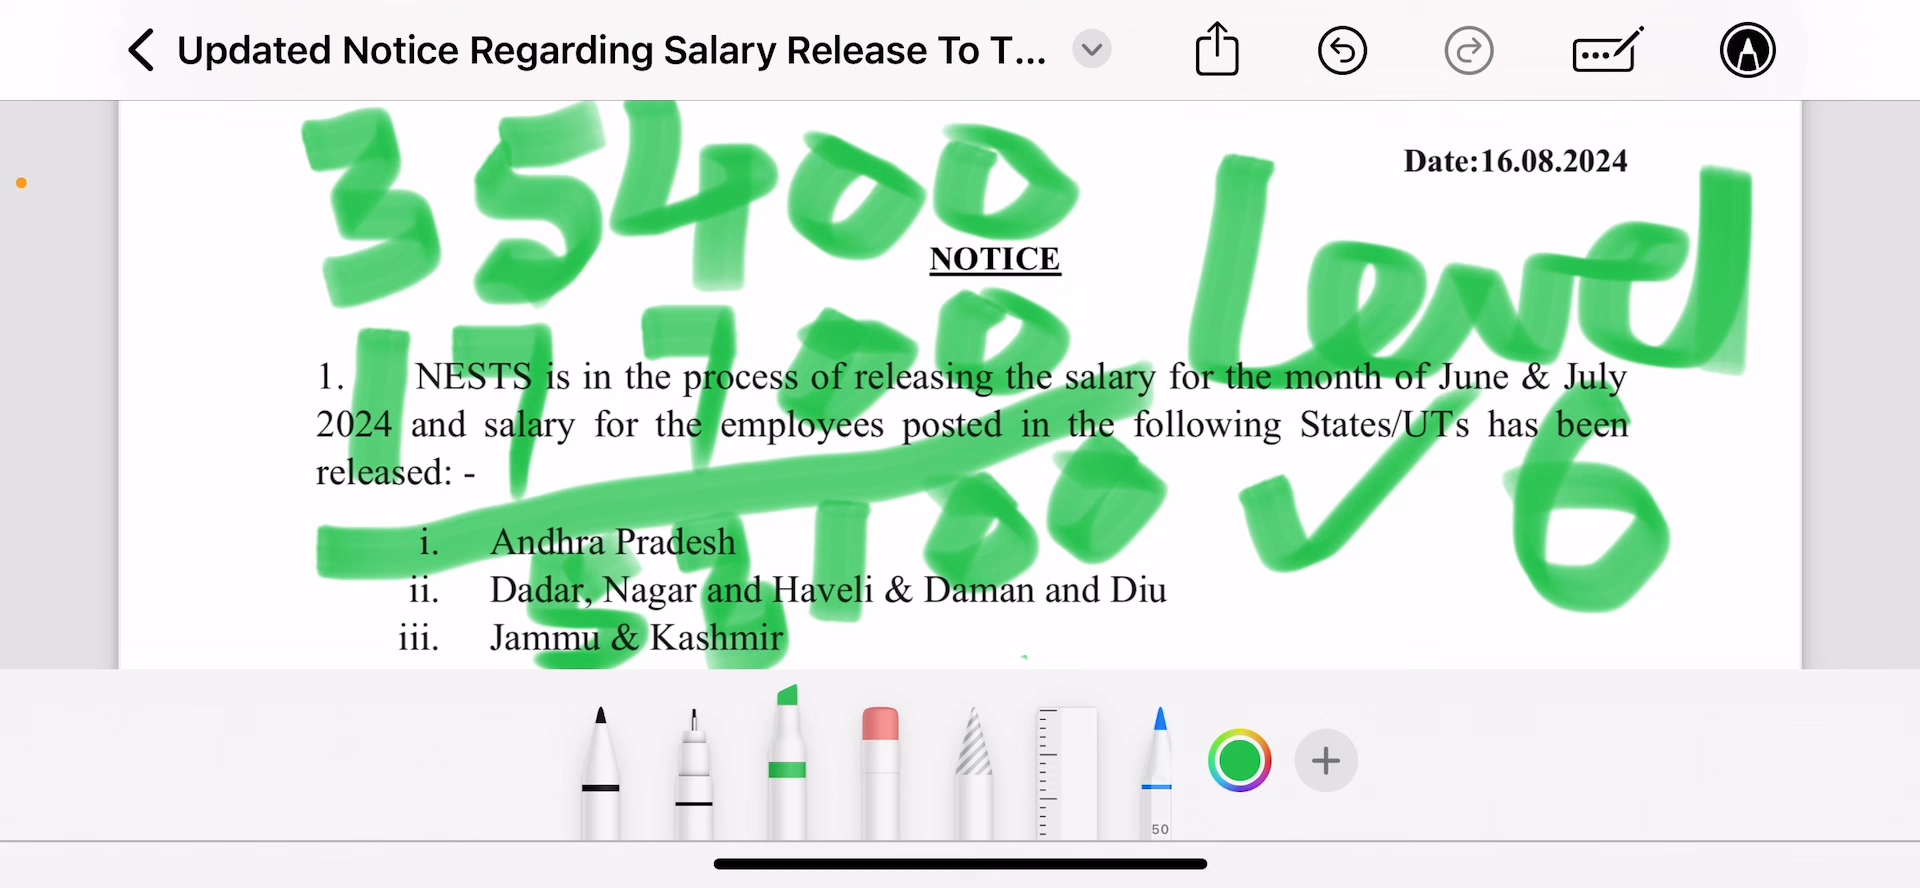 Updated Notice Regarding Salary Release To T...
35400
Level
Date:16.08.2024
NOTICE
17700
1. NESTS is in the process of releasing the salary for the month of June & July
2024 and salary for the employees posted in the following States/UTs has been
released: -
6
53100
i. Andhra Pradesh
ii. Dadar, Nagar and Haveli & Daman and Diu
iii. Jammu & Kashmir
50